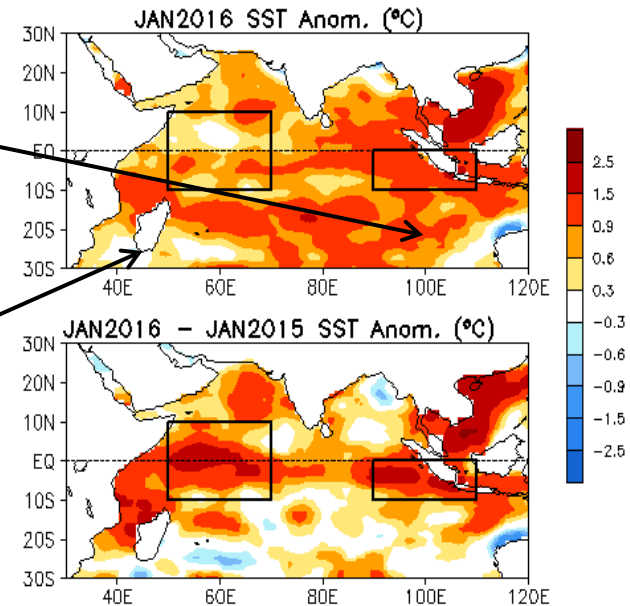 JAN2016 SST Anom. (°C)
30N
20N
10N
EQ
10S
20S
30S
40E 60E 80E 100E 120E
JAN2016 – JAN2015 SST Anom. (°C)
30N
20N
10N
EQ
10S
20S
30S
40E 60E 80E 100E 120E
2.5
1.5
0.9
0.6
0.3
-0.3
-0.6
-0.9
-1.5
-2.5